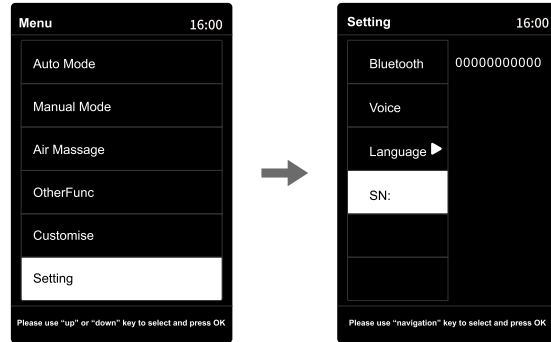 Menu 16:00
Auto Mode
Manual Mode
Air Massage
OtherFunc
Customise
Setting
Please use “up” or “down” key to select and press OK
Setting 16:00
Bluetooth 00000000000
Voice
Language
SN:
Please use “navigation” key to select and press OK